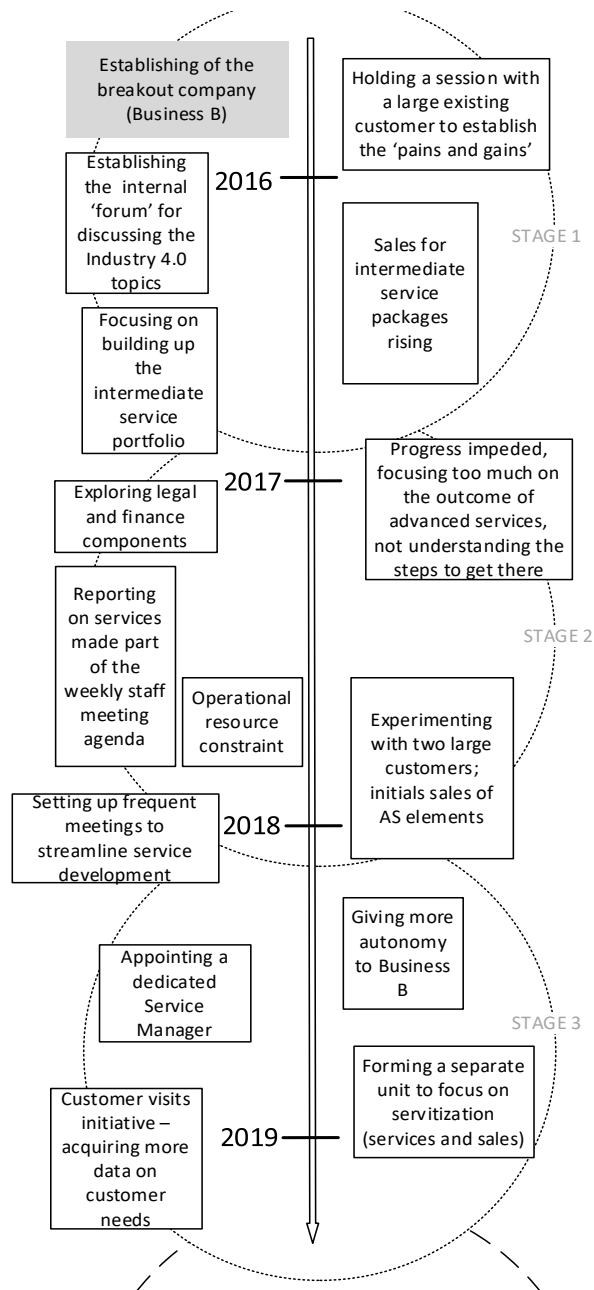 Establishing of the
breakout company
(Business B)
Holding a session with
a large existing
customer to establish
the ‘pains and gains’
Establishing
the internal
‘forum’ for
discussing the
Industry 4.0
topics
2016
STAGE 1
Sales for
intermediate
service
packages
rising
Focusing on
building up
the
intermediate
service
portfolio
Progress impeded,
focusing too much on
the outcome of
advanced services,
not understanding the
steps to get there
2017
Exploring legal
and finance
components
Reporting
on services
made part
of the
weekly staff
meeting
agenda
STAGE 2
Operational
resource
constraint
Experimenting
with two large
customers;
initials sales of
AS elements
Setting up frequent
meetings to
streamline service
development
2018
Giving more
autonomy
to Business
B
Appointing a
dedicated
Service
Manager
STAGE 3
Forming a separate
unit to focus on
servitization
(services and sales)
Customer visits
initiative –
acquiring more
data on
customer
needs
2019